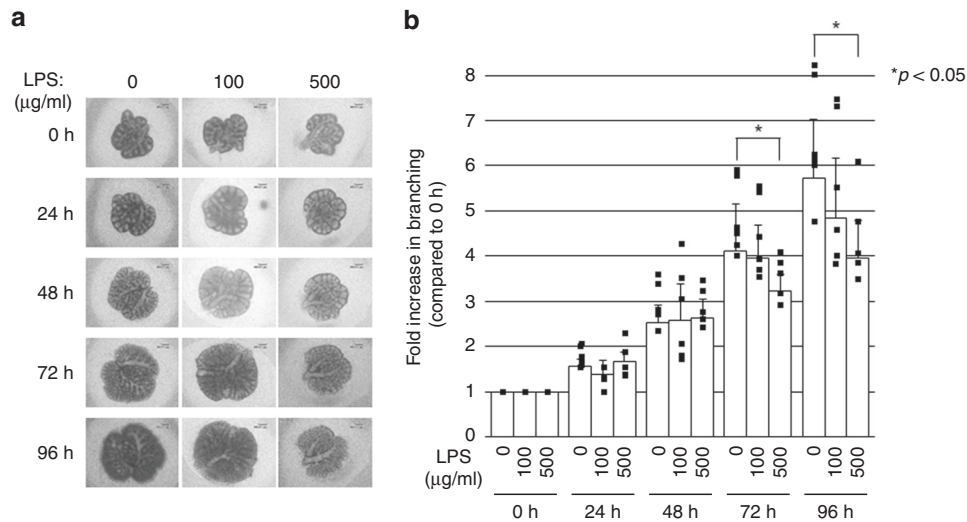 a
LPS:
(μg/ml)
0 100 500
0 h
24 h
48 h
72 h
96 h
b
*
*p < 0.05
*
Fold increase in branching
(compared to 0 h)
8
7
6
5
4
3
2
1
0
LPS
(μg/ml)
0 100 500 0 100 500 0 100 500 0 100 500 0 100 500
0 h 24 h 48 h 72 h 96 h